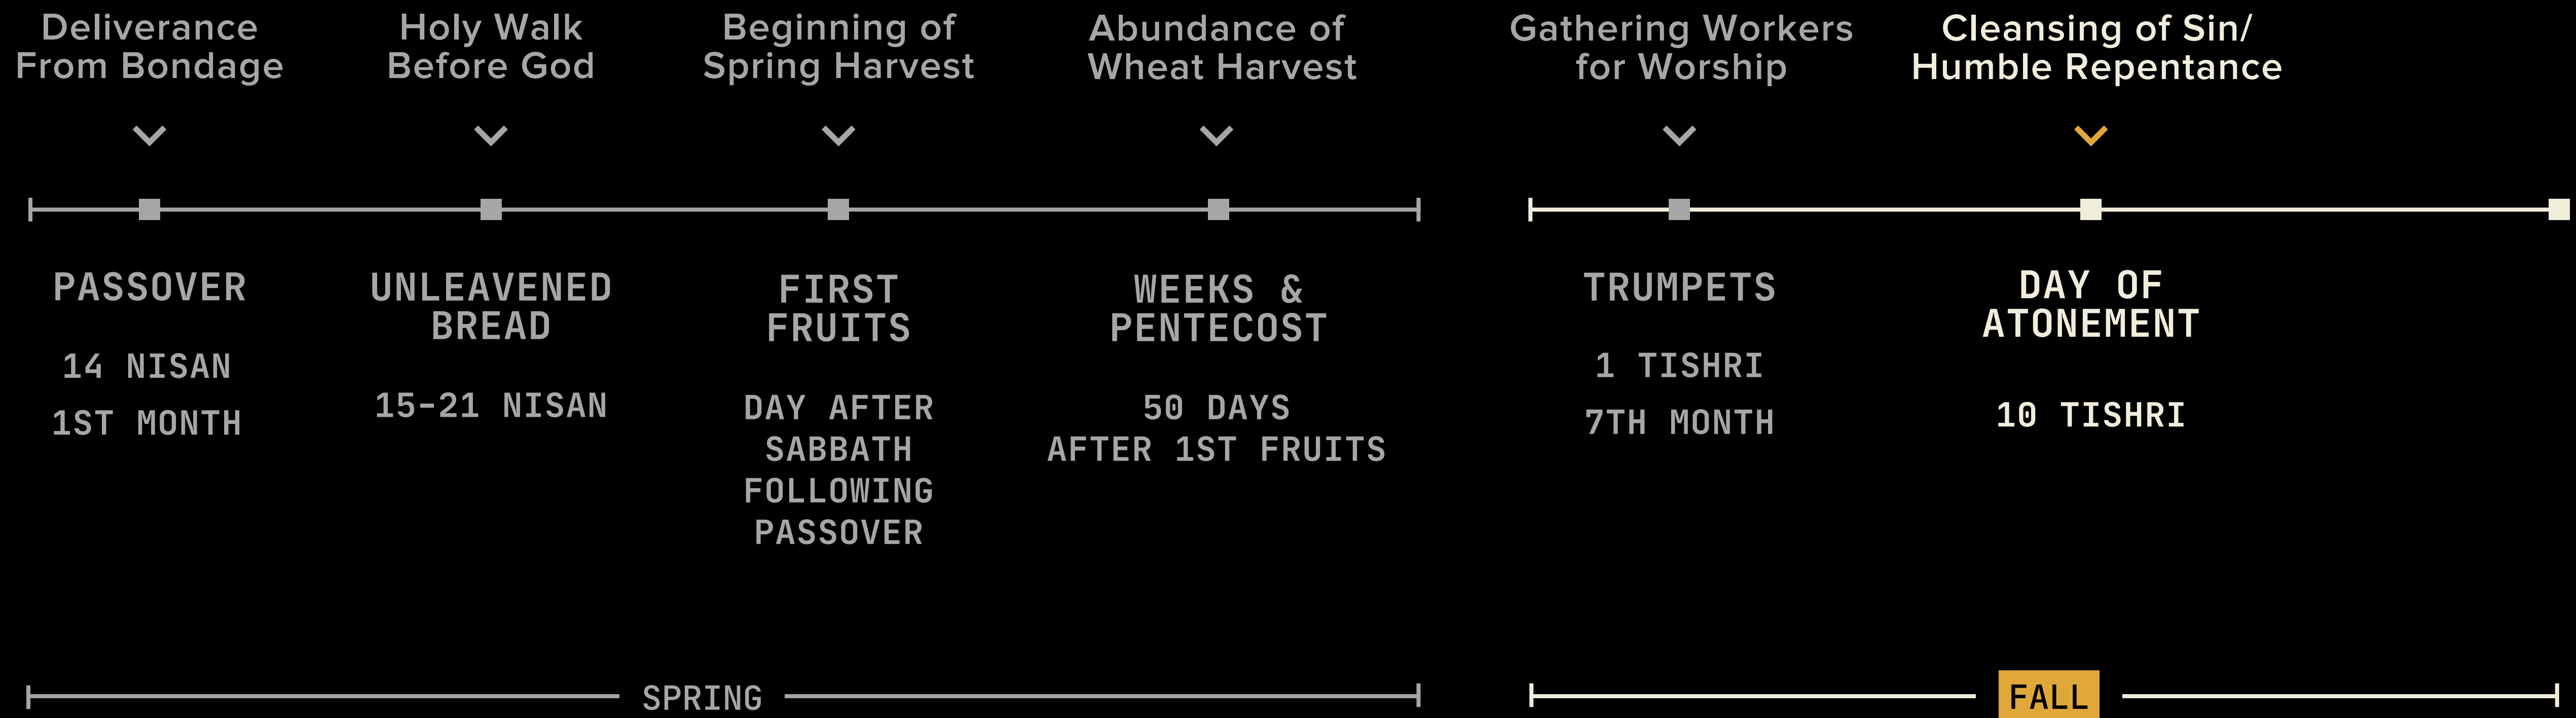 Deliverance
From Bondage
Holy Walk
Before God
Beginning of
Spring Harvest
Abundance of
Wheat Harvest
Gathering Workers
for Worship
Cleansing of Sin/
Humble Repentance
PASSOVER
14 NISAN
1ST MONTH
UNLEAVENED
BREAD
15-21 NISAN
FIRST
FRUITS
DAY AFTER
SABBATH
FOLLOWING
PASSOVER
WEEKS &
PENTECOST
50 DAYS
AFTER 1ST FRUITS
TRUMPETS
1 TISHRI
7TH MONTH
DAY OF
ATONEMENT
10 TISHRI
SPRING
FALL